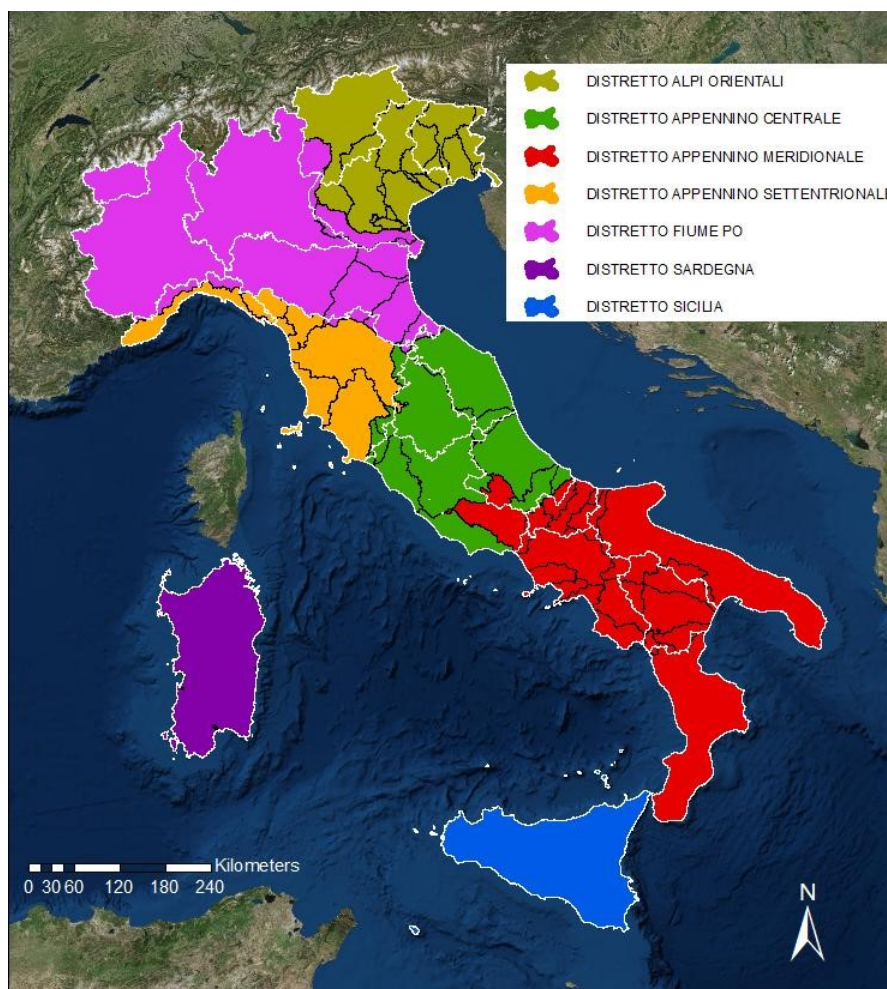 DISTRETTO ALPI ORIENTALI
DISTRETTO APPENNINO CENTRALE
DISTRETTO APPENNINO MERIDIONALE
DISTRETTO APPENNINO SETTENTRIONALE
DISTRETTO FIUME PO
DISTRETTO SARDEGNA
DISTRETTO SICILIA
Kilometers
0 30 60 120 180 240
N